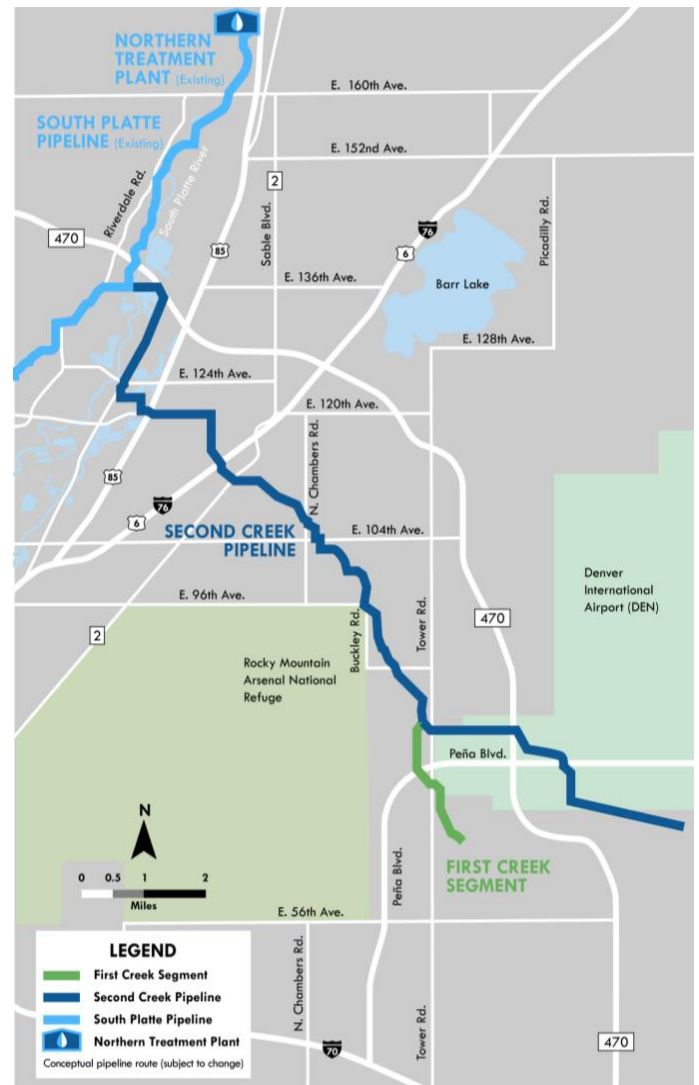 NORTHERN
TREATMENT
PLANT (Existing)
E. 160th Ave.
SOUTH PLATTE
PIPELINE (Existing)
E. 152nd Ave.
Riverdale Rd.
South Platte River
2
Sable Blvd.
Picadilly Rd.
470
76
85
6
E. 136th Ave.
Barr Lake
E. 128th Ave.
E. 124th Ave.
E. 120th Ave.
N. Chambers Rd.
85
76
6
SECOND CREEK
PIPELINE
E. 104th Ave.
Denver
International
Airport (DEN)
E. 96th Ave.
2
Buckley Rd.
Tower Rd.
470
Rocky Mountain
Arsenal National
Refuge
Peña Blvd.
N
0 0.5 1 2
Miles
Peña Blvd.
FIRST CREEK
SEGMENT
E. 56th Ave.
LEGEND
First Creek Segment
Second Creek Pipeline
South Platte Pipeline
Northern Treatment Plant
Conceptual pipeline route (subject to change)
N. Chambers Rd.
70
Tower Rd.
470